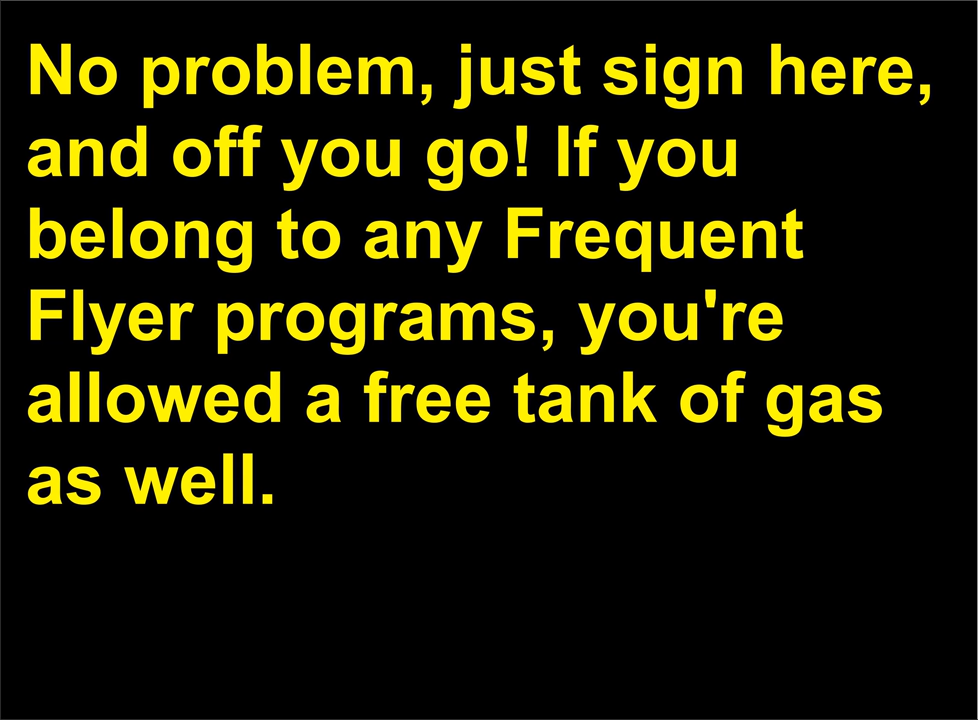 No problem, just sign here,
and off you go! If you
belong to any Frequent
Flyer programs, you're
allowed a free tank of gas
as well.